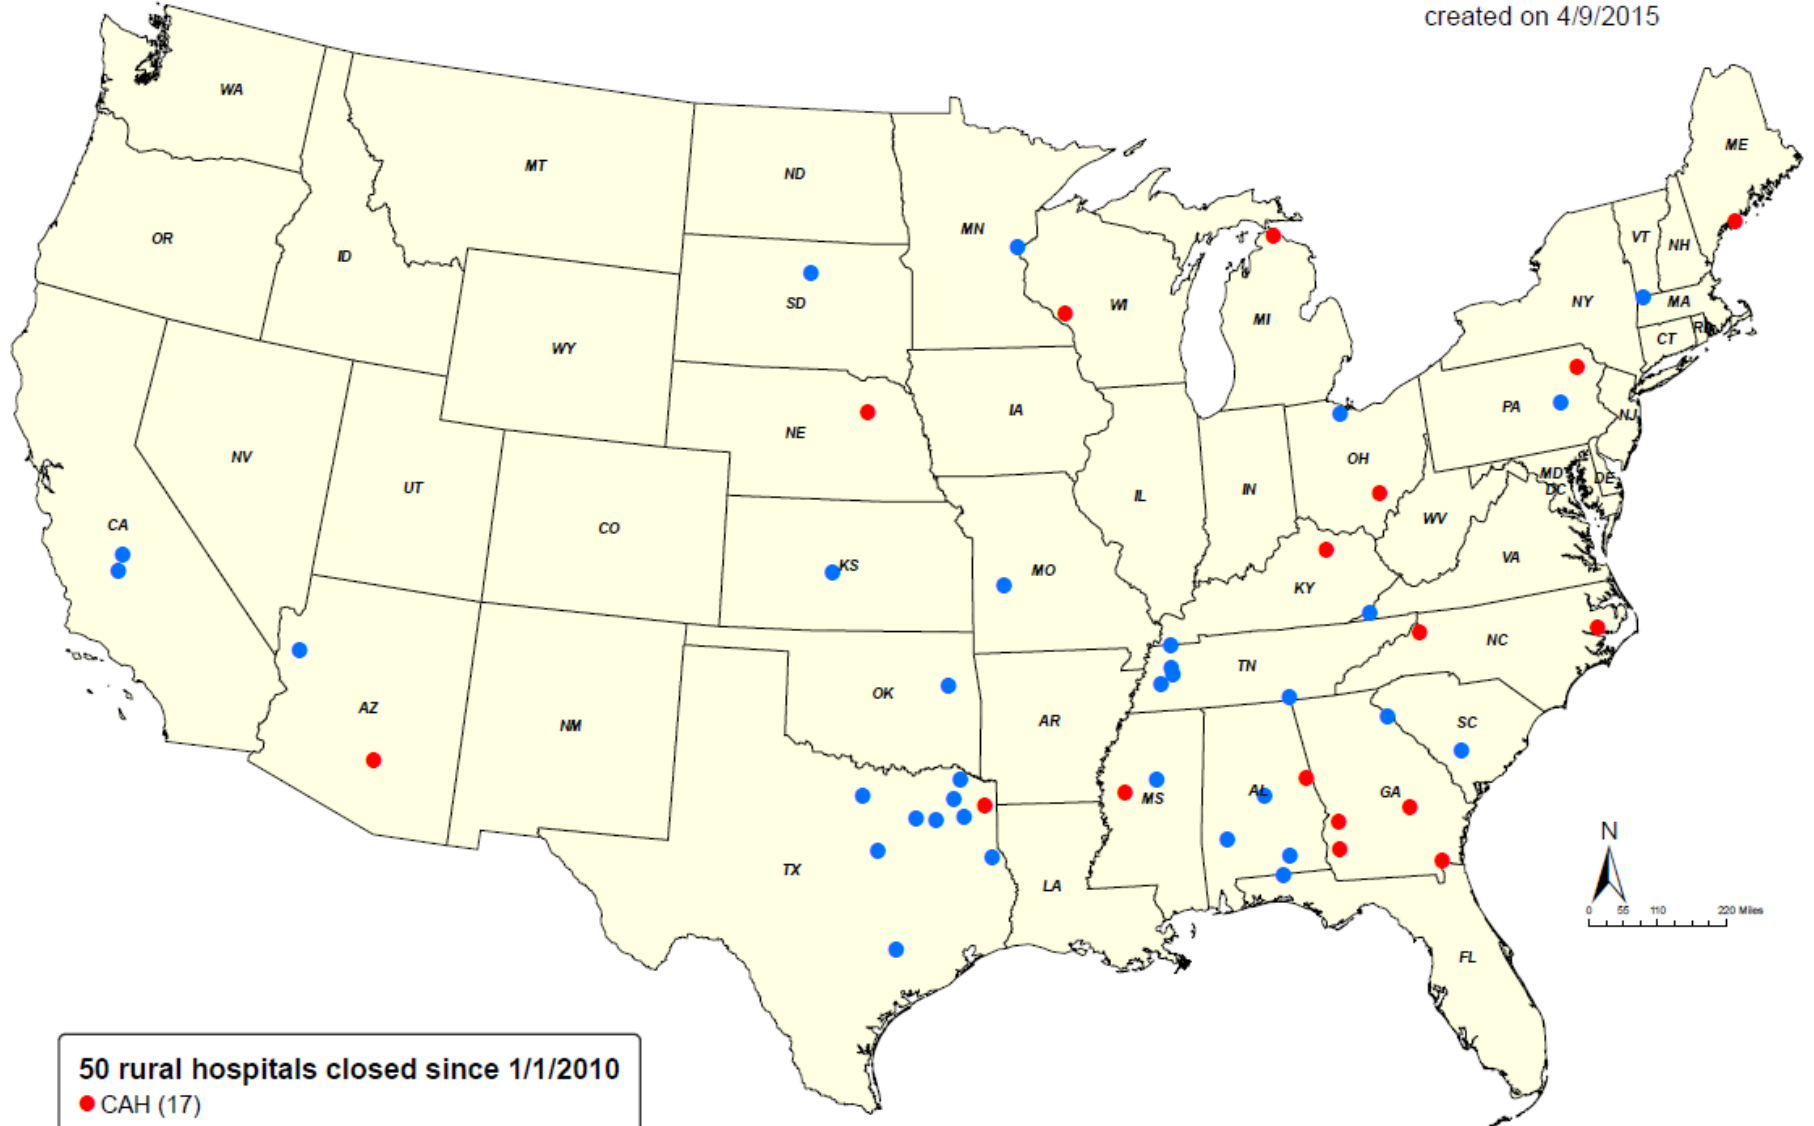 created on 4/9/2015
WA
ME
MT
ND
MN
OR
VT
NH
ID
SD
WI
NY
MA
MI
RI
CT
WY
IA
PA
NE
NJ
NV
OH
UT
IL
IN
MD
DE
DC
CO
WV
CA
VA
KS
MO
KY
NC
TN
OK
AZ
NM
AR
SC
MS
AL
GA
N
TX
LA
0 55 110 220 Miles
FL
50 rural hospitals closed since 1/1/2010
CAH (17)